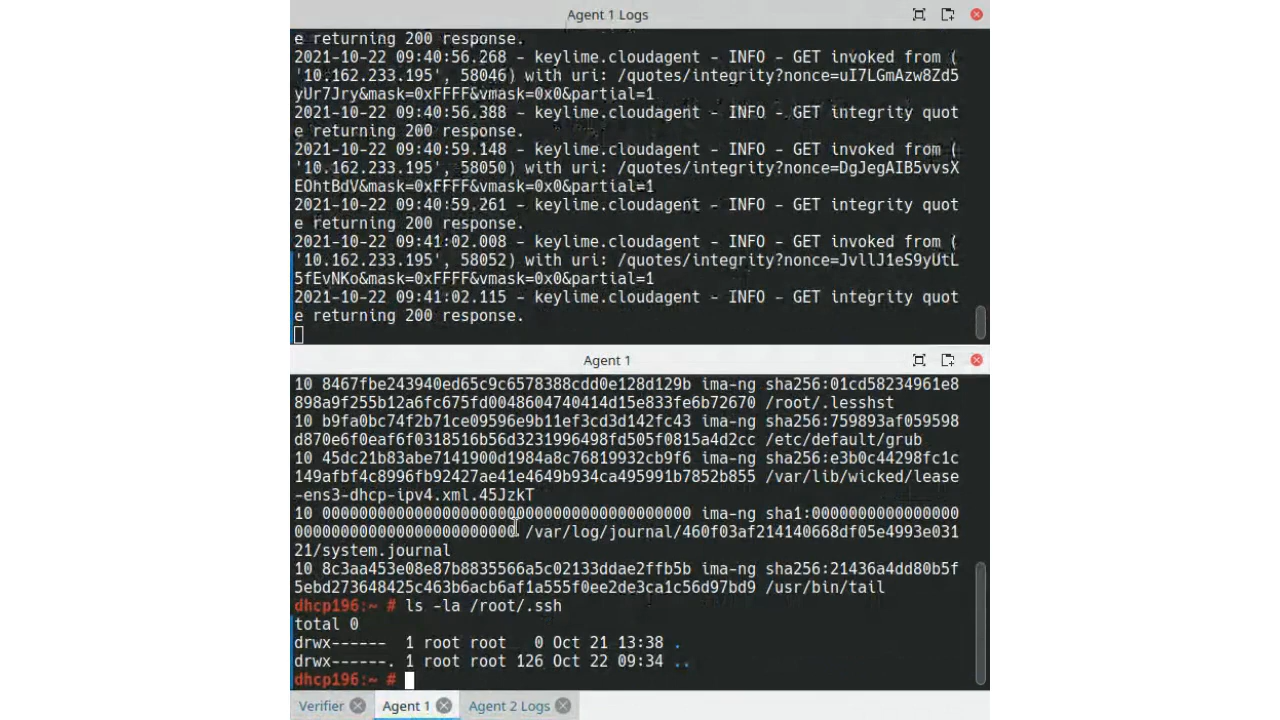 Agent 1 Logs
e returning 200 response.
2021-10-22 09:40:56.268 - keylime.cloudagent - INFO - GET invoked from (
'10.162.233.195', 58046) with uri: /quotes/integrity?nonce=uI7LGmAzw8Zd5
yUr7Jry&mask=0xFFFF&vmask=0x0&partial=1
2021-10-22 09:40:56.388 - keylime.cloudagent - INFO - GET integrity quot
e returning 200 response.
2021-10-22 09:40:59.148 - keylime.cloudagent - INFO - GET invoked from (
'10.162.233.195', 58050) with uri: /quotes/integrity?nonce=DgJegAIB5vvsX
EOhtBdV&mask=0xFFFF&vmask=0x0&partial=1
2021-10-22 09:40:59.261 - keylime.cloudagent - INFO - GET integrity quot
e returning 200 response.
2021-10-22 09:41:02.008 - keylime.cloudagent - INFO - GET invoked from (
'10.162.233.195', 58052) with uri: /quotes/integrity?nonce=JvllJ1eS9yUtL
5fEvNKo&mask=0xFFFF&vmask=0x0&partial=1
2021-10-22 09:41:02.115 - keylime.cloudagent - INFO - GET integrity quot
e returning 200 response.
Agent 1
10 8467fbe243940ed65c9c6578388cdd0e128d129b ima-ng sha256:01cd58234961e8
898a9f255b12a6fc675fd0048604740414d15e833fe6b72670 /root/.lesshst
10 b9fa0bc74f2b71ce09596e9b11ef3cd3d142fc43 ima-ng sha256:759893af059598
d870e6f0eaf6f0318516b56d3231996498fd505f0815a4d2cc /etc/default/grub
10 45dc21b83abe7141900d1984a8c76819932cb9f6 ima-ng sha256:e3b0c44298fc1c
149afbf4c8996fb92427ae41e4649b934ca495991b7852b855 /var/lib/wicked/lease
-ens3-dhcp-ipv4.xml.45JzkT
10 0000000000000000000000000000000000000000 ima-ng sha1:0000000000000000
000000000000000000000000 /var/log/journal/460f03af214140668df05e4993e031
21/system.journal
10 8c3aa453e08e87b8835566a5c02133ddae2ffb5b ima-ng sha256:21436a4dd80b5f
5ebd273648425c463b6acb6af1a555f0ee2de3ca1c56d97bd9 /usr/bin/tail
dhcp196:~ # ls -la /root/.ssh
total 0
drwx------  1 root root   0 Oct 21 13:38 .
drwx------. 1 root root 126 Oct 22 09:34 ..
dhcp196:~ #
Verifier Agent 1 Agent 2 Logs